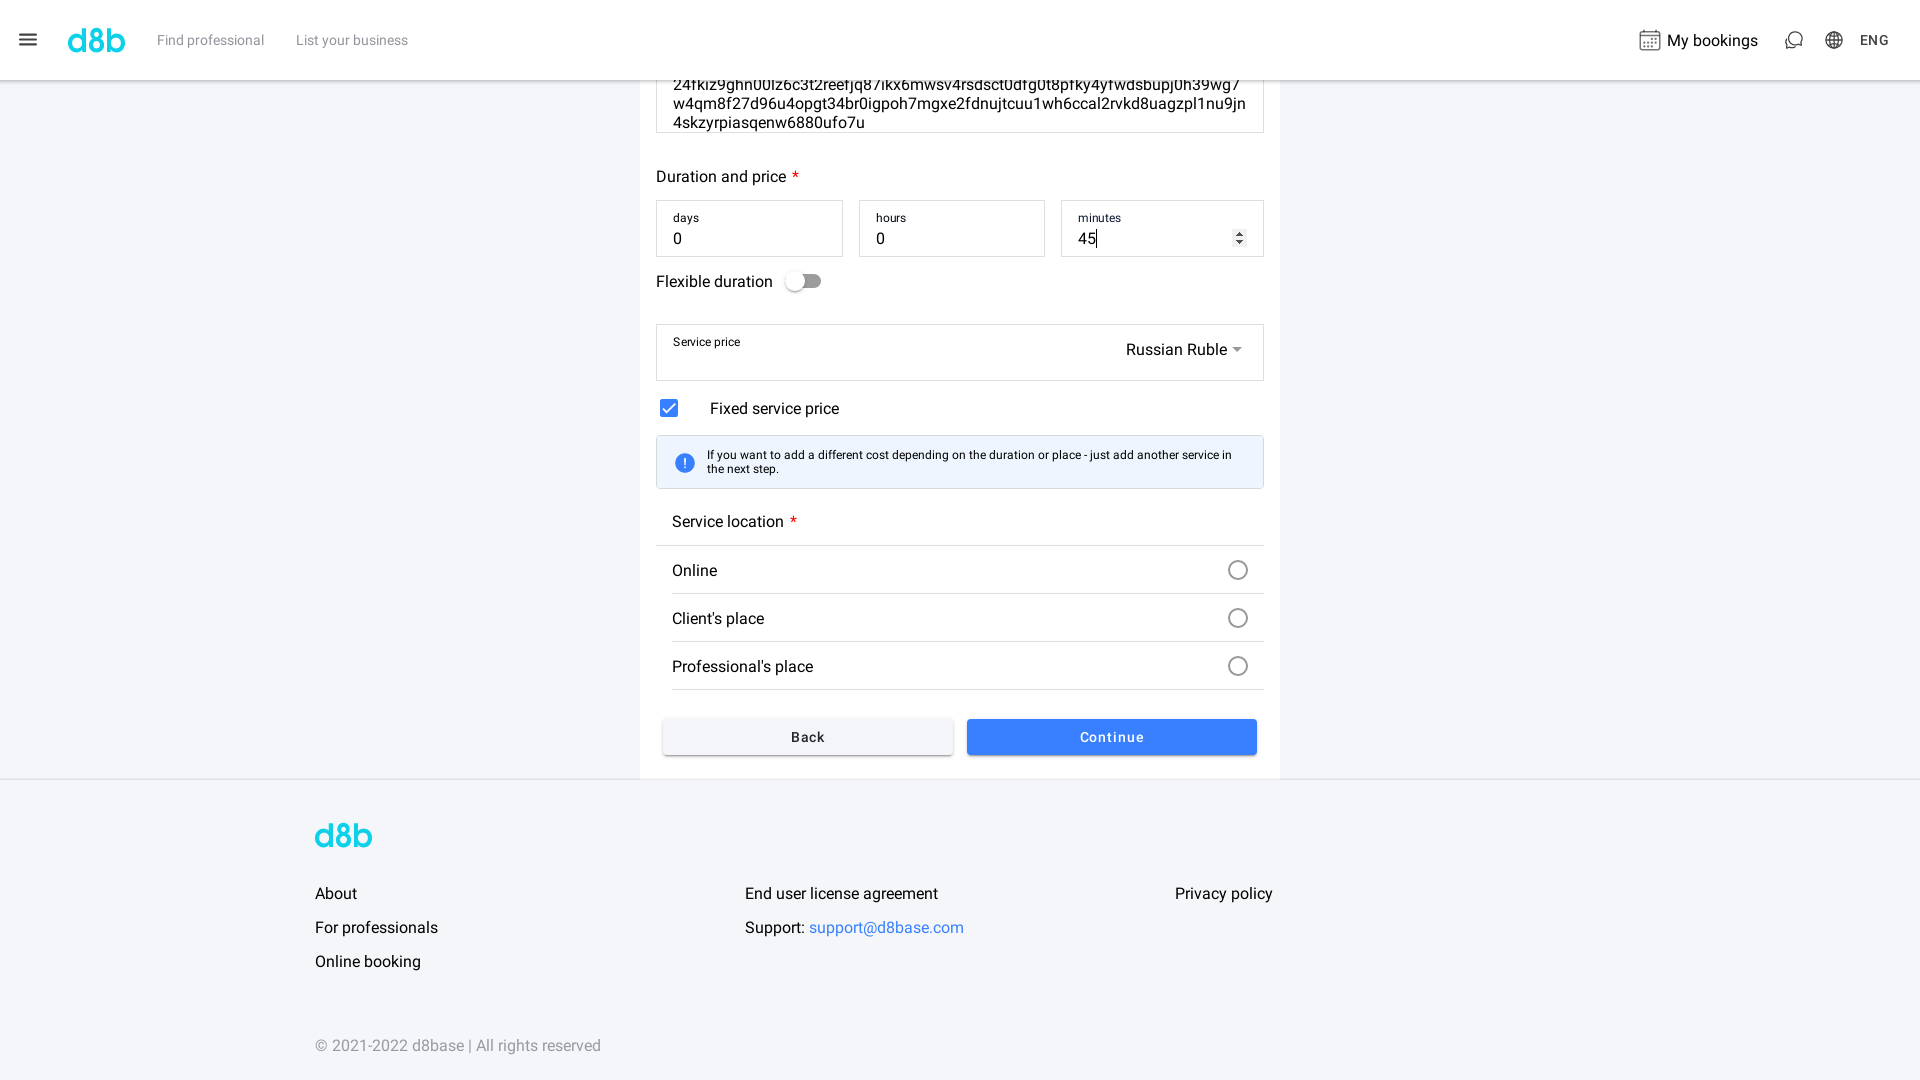 d8b
Find professional
List your business
My bookings
ENG
24fkiz9ghn00lz6c3t2reefjq87ikx6mwsv4rsdsct0dfg0t8pfky4yfwdsbupj0h39wg7
w4qm8f27d96u4opgt34br0igpoh7mgxe2fdnujtcuu1wh6ccal2rvkd8uagzpl1nu9jn
4skzyrpiasqenw6880ufo7u
Duration and price *
days
0
hours
0
minutes
45
Flexible duration
Service price
Russian Ruble
Fixed service price
If you want to add a different cost depending on the duration or place - just add another service in
the next step.
Service location *
Online
Client's place
Professional's place
Back
Continue
d8b
About
For professionals
Online booking
End user license agreement
Support: support@d8base.com
Privacy policy
© 2021-2022 d8base | All rights reserved